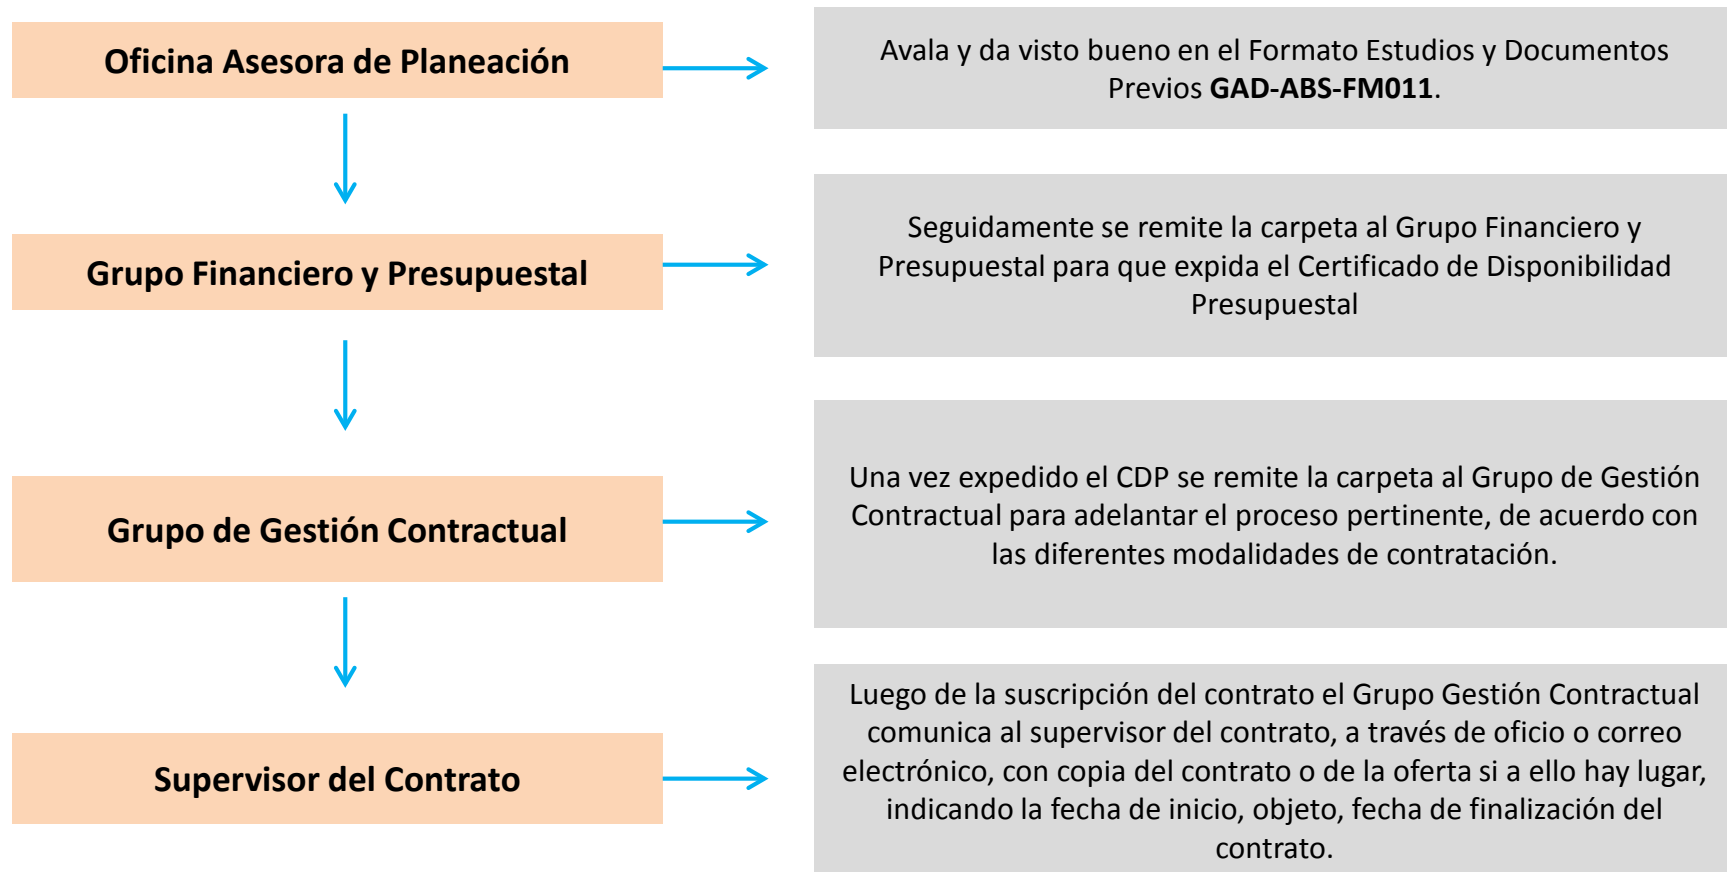 Oficina Asesora de Planeación
Avala y da visto bueno en el Formato Estudios y Documentos
Previos GAD-ABS-FM011.
Grupo Financiero y Presupuestal
Seguidamente se remite la carpeta al Grupo Financiero y
Presupuestal para que expida el Certificado de Disponibilidad
Presupuestal
Grupo de Gestión Contractual
Una vez expedido el CDP se remite la carpeta al Grupo de Gestión
Contractual para adelantar el proceso pertinente, de acuerdo con
las diferentes modalidades de contratación.
Supervisor del Contrato
Luego de la suscripción del contrato el Grupo Gestión Contractual
comunica al supervisor del contrato, a través de oficio o correo
electrónico, con copia del contrato o de la oferta si a ello hay lugar,
indicando la fecha de inicio, objeto, fecha de finalización del
contrato.